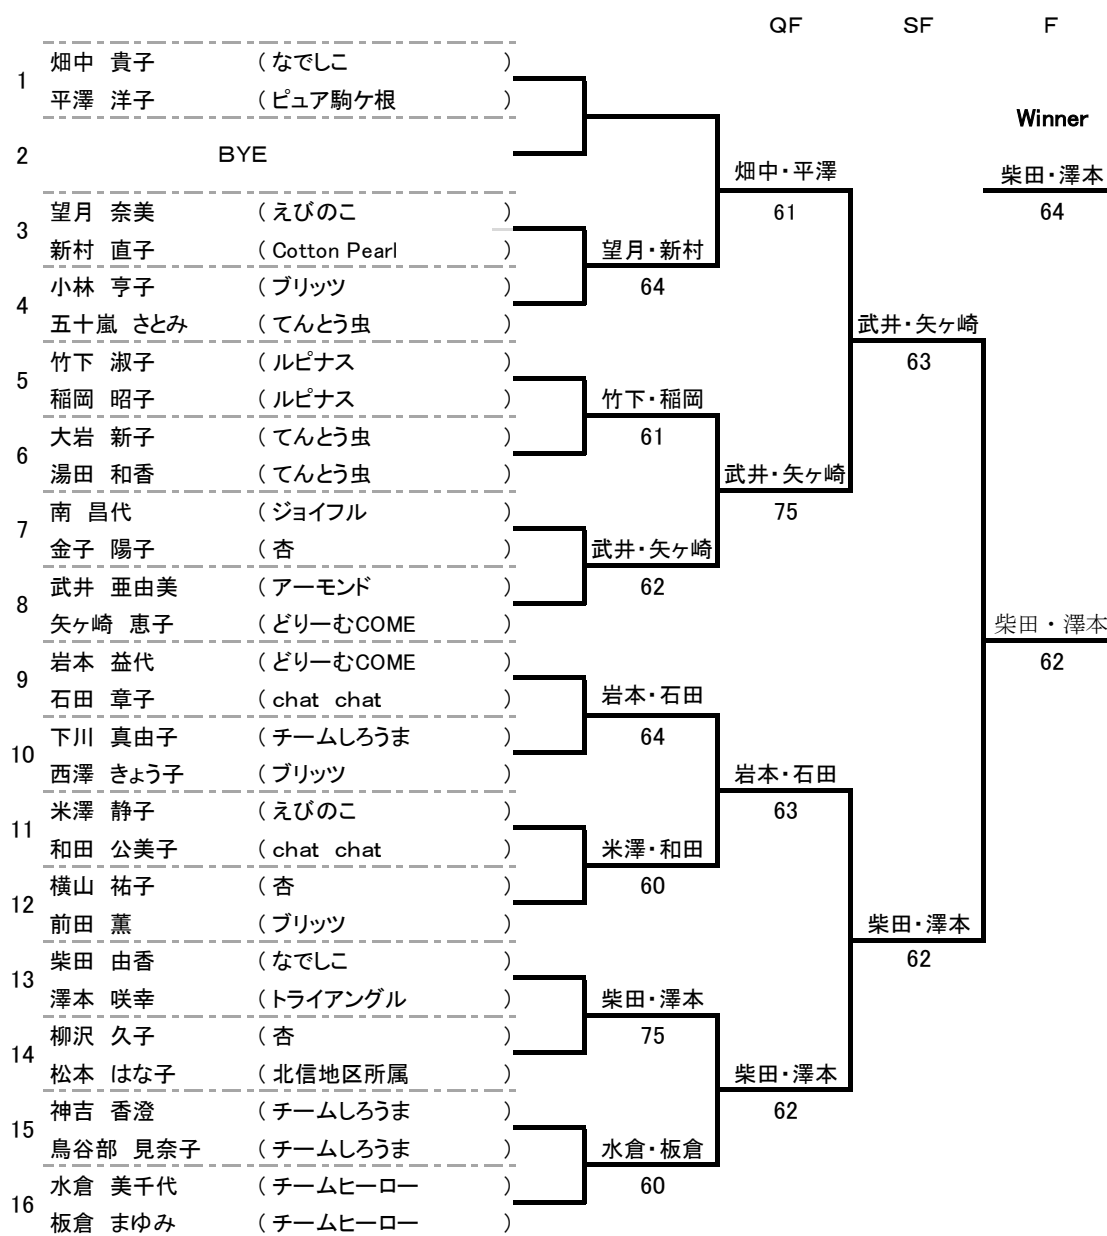 QF SF F
畑中 貴子 ( なでしこ )
1
平澤 洋子 ( ピュア駒ケ根 )
Winner
2 BYE
畑中・平澤 柴田・澤本
望月 奈美 ( えびのこ ) 61 64
3
新村 直子 ( Cotton Pearl ) 望月・新村
小林 亨子 ( ブリッツ ) 64
4
五十嵐 さとみ ( てんとう虫 ) 武井・矢ヶ崎
竹下 淑子 ( ルピナス ) 63
5
稲岡 昭子 ( ルピナス ) 竹下・稲岡
大岩 新子 ( てんとう虫 ) 61
6
湯田 和香 ( てんとう虫 ) 武井・矢ヶ崎
南 昌代 ( ジョイフル ) 75
7
金子 陽子 ( 杏 ) 武井・矢ヶ崎
武井 亜由美 ( アーモンド ) 62
8
矢ヶ崎 恵子 ( どりーむCOME ) 柴田・澤本
岩本 益代 ( どりーむCOME ) 62
9
石田 章子 ( chat chat ) 岩本・石田
下川 真由子 ( チームしろうま ) 64
10
西澤 きょう子 ( ブリッツ ) 岩本・石田
米澤 静子 ( えびのこ ) 63
11
和田 公美子 ( chat chat ) 米澤・和田
横山 祐子 ( 杏 ) 60
12
前田 薫 ( ブリッツ ) 柴田・澤本
柴田 由香 ( なでしこ ) 62
13
澤本 咲幸 ( トライアングル ) 柴田・澤本
柳沢 久子 ( 杏 ) 75
14
松本 はな子 ( 北信地区所属 ) 柴田・澤本
神吉 香澄 ( チームしろうま ) 62
15
鳥谷部 見奈子 ( チームしろうま ) 水倉・板倉
水倉 美千代 ( チームヒーロー ) 60
16
板倉 まゆみ ( チームヒーロー )